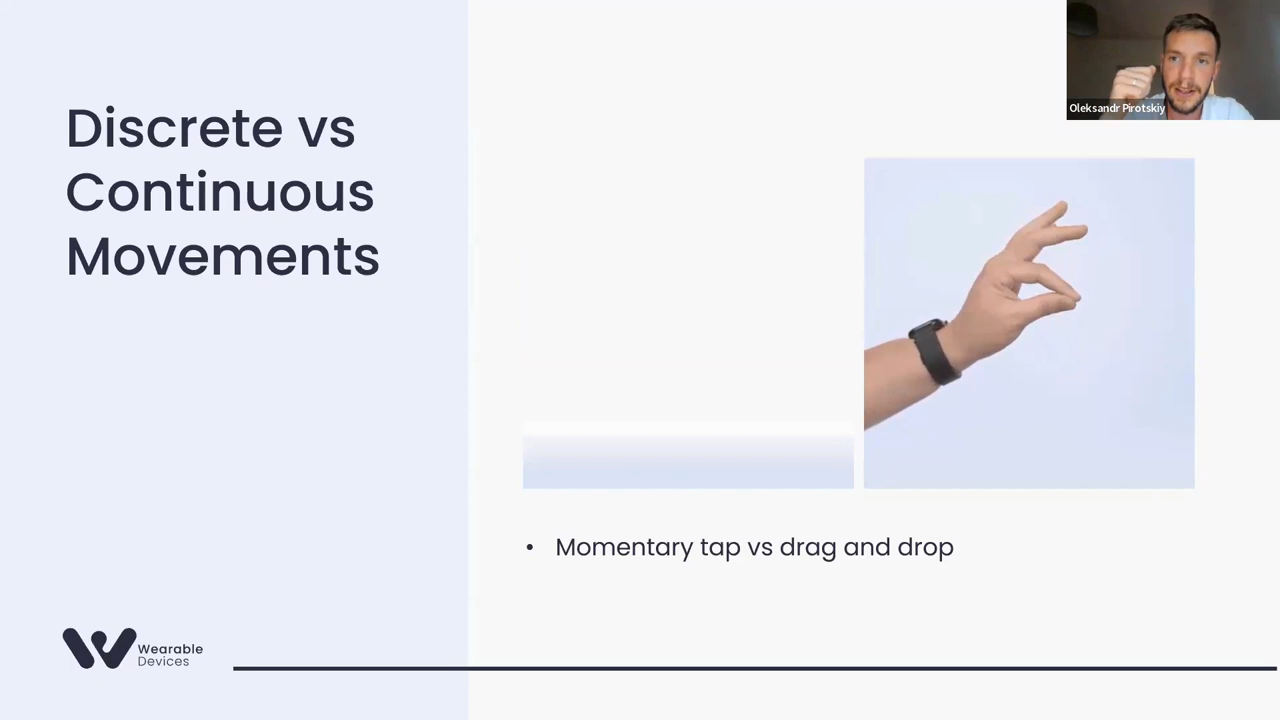 Discrete vs
Continuous
Movements
Oleksandr Pirotskiy
• Momentary tap vs drag and drop
Wearable
Devices